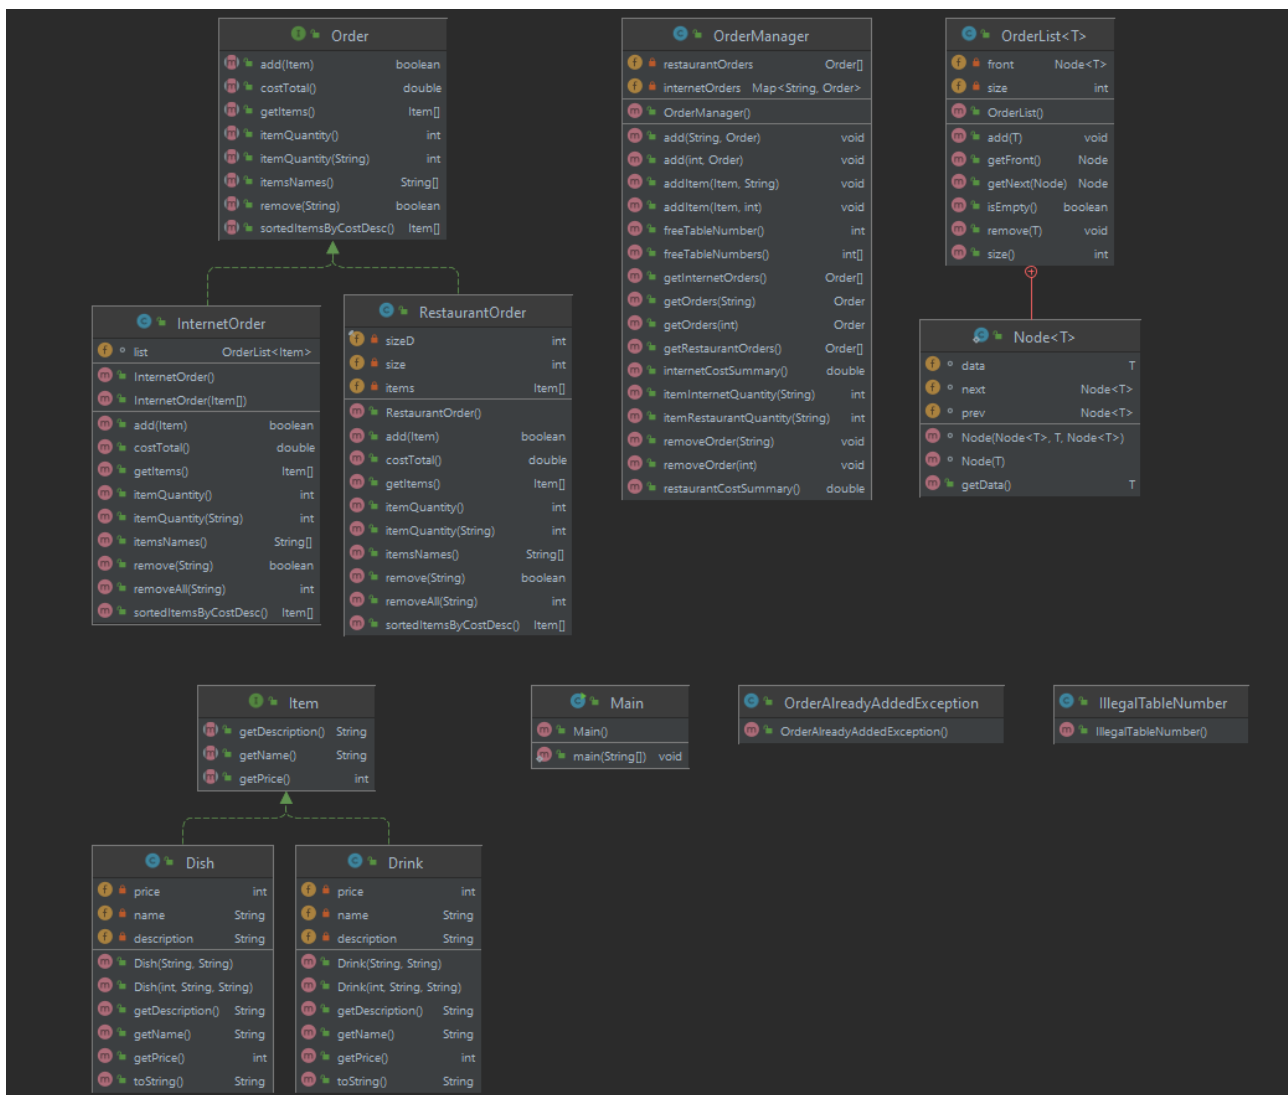 Order
add(Item) boolean
costTotal() double
getItems() Item[]
itemQuantity() int
itemQuantity(String) int
itemsNames() String[]
remove(String) boolean
sortedItemsByCostDesc() Item[]
OrderManager
restaurantOrders Order[]
internetOrders Map<String, Order>
OrderManager()
add(String, Order) void
add(int, Order) void
addItem(Item, String) void
addItem(Item, int) void
freeTableNumber() int
freeTableNumbers() int[]
getInternetOrders() Order[]
getOrders(String) Order
getOrders(int) Order
getRestaurantOrders() Order[]
internetCostSummary() double
itemInternetQuantity(String) int
itemRestaurantQuantity(String) int
removeOrder(String) void
removeOrder(int) void
restaurantCostSummary() double
OrderList<T>
front Node<T>
size int
OrderList()
add(T) void
getFront() Node
getNext(Node) Node
isEmpty() boolean
remove(T) void
size() int
InternetOrder
list OrderList<Item>
InternetOrder()
InternetOrder(Item[])
add(Item) boolean
costTotal() double
getItems() Item[]
itemQuantity() int
itemQuantity(String) int
itemsNames() String[]
remove(String) boolean
removeAll(String) int
sortedItemsByCostDesc() Item[]
RestaurantOrder
sizeD int
size int
items Item[]
RestaurantOrder()
add(Item) boolean
costTotal() double
getItems() Item[]
itemQuantity() int
itemQuantity(String) int
itemsNames() String[]
remove(String) boolean
removeAll(String) int
sortedItemsByCostDesc() Item[]
Node<T>
data T
next Node<T>
prev Node<T>
Node(Node<T>, T, Node<T>)
Node(T)
getData() T
Item
getDescription() String
getName() String
getPrice() int
Main
Main()
main(String[]) void
OrderAlreadyAddedException
OrderAlreadyAddedException()
IllegalTableNumber
IllegalTableNumber()
Dish
price int
name String
description String
Dish(String, String)
Dish(int, String, String)
getDescription() String
getName() String
getPrice() int
toString() String
Drink
price int
name String
description String
Drink(String, String)
Drink(int, String, String)
getDescription() String
getName() String
getPrice() int
toString() String